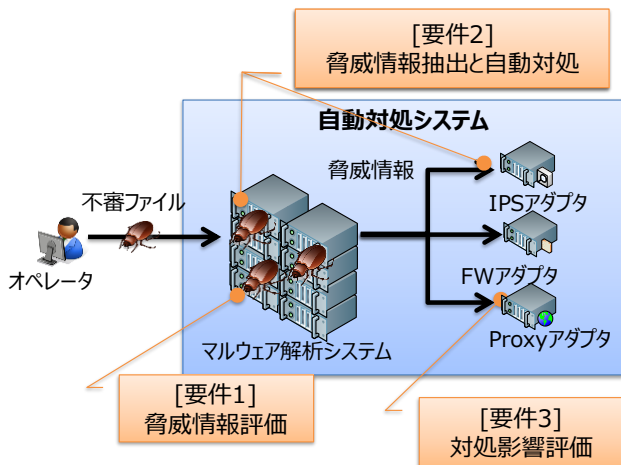 [要件2]
脅威情報抽出と自動対処
自動対処システム
脅威情報
不審ファイル
IPSアダプタ
オペレータ
FWアダプタ
Proxyアダプタ
マルウェア解析システム
[要件1]
脅威情報評価
[要件3]
対処影響評価